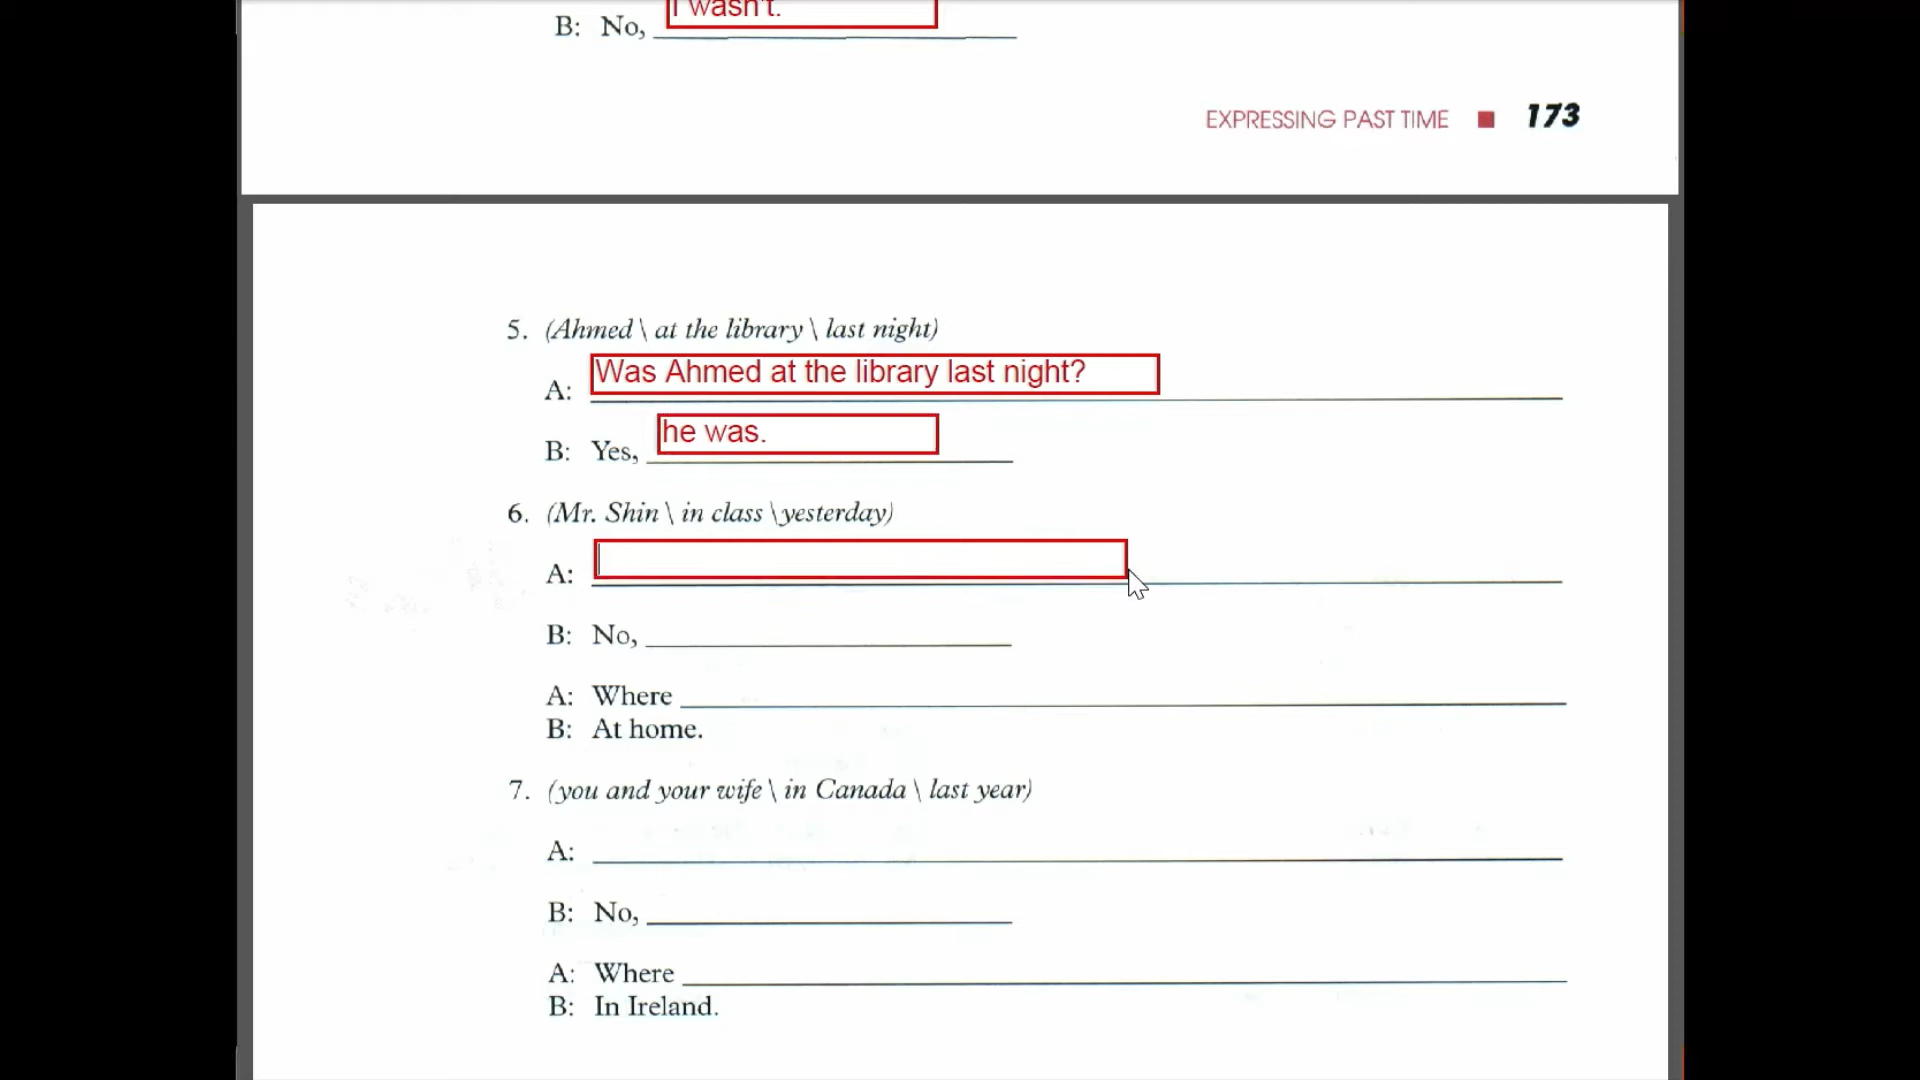 I wasn't.
B: No,
EXPRESSING PAST TIME ■ 173
5. (Ahmed \ at the library \ last night)
A: Was Ahmed at the library last night?
B: Yes, he was.
6. (Mr. Shin \ in class \ yesterday)
A:
B: No,
A: Where
B: At home.
7. (you and your wife \ in Canada \ last year)
A:
B: No,
A: Where
B: In Ireland.